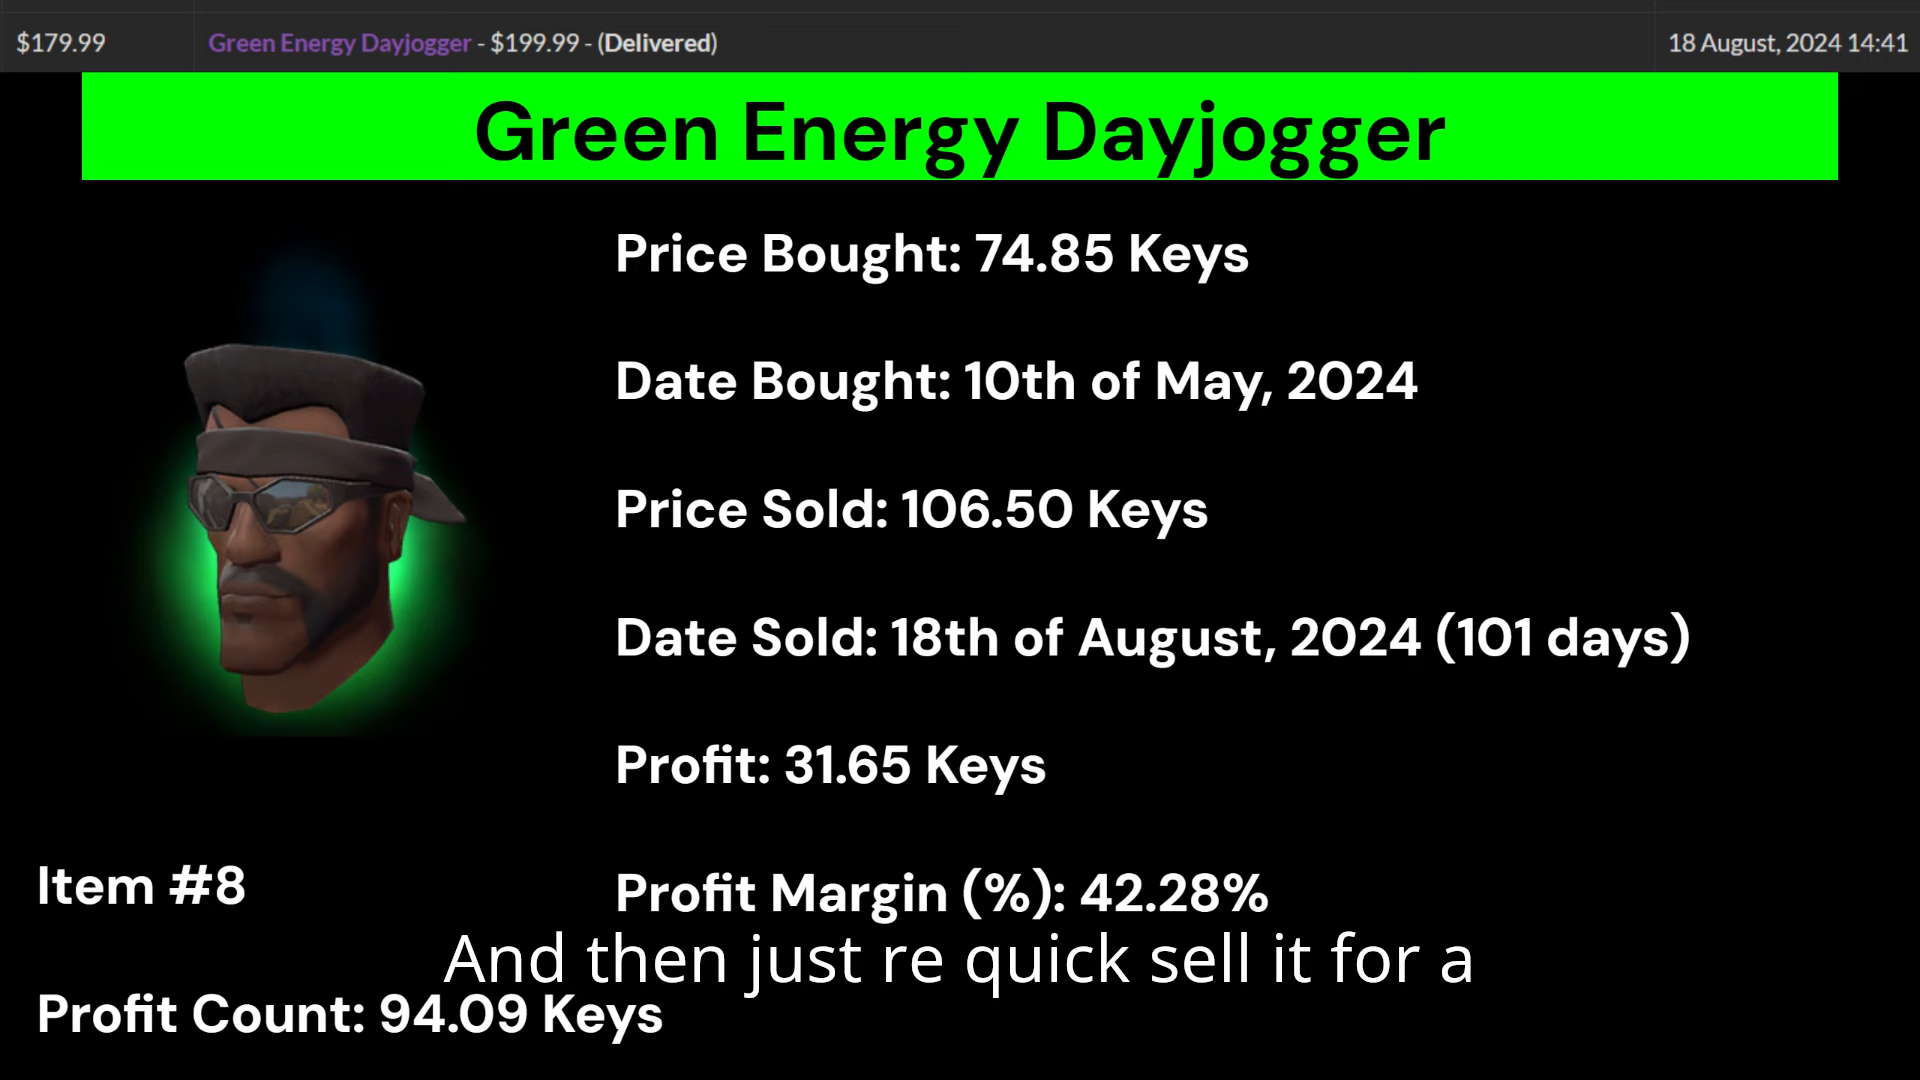 $179.99 Green Energy Dayjogger - $199.99 - (Delivered) 18 August, 2024 14:41
Green Energy Dayjogger
Price Bought: 74.85 Keys
Date Bought: 10th of May, 2024
Price Sold: 106.50 Keys
Date Sold: 18th of August, 2024 (101 days)
Profit: 31.65 Keys
Item #8
Profit Margin (%): 42.28%
And then just re quick sell it for a
Profit Count: 94.09 Keys